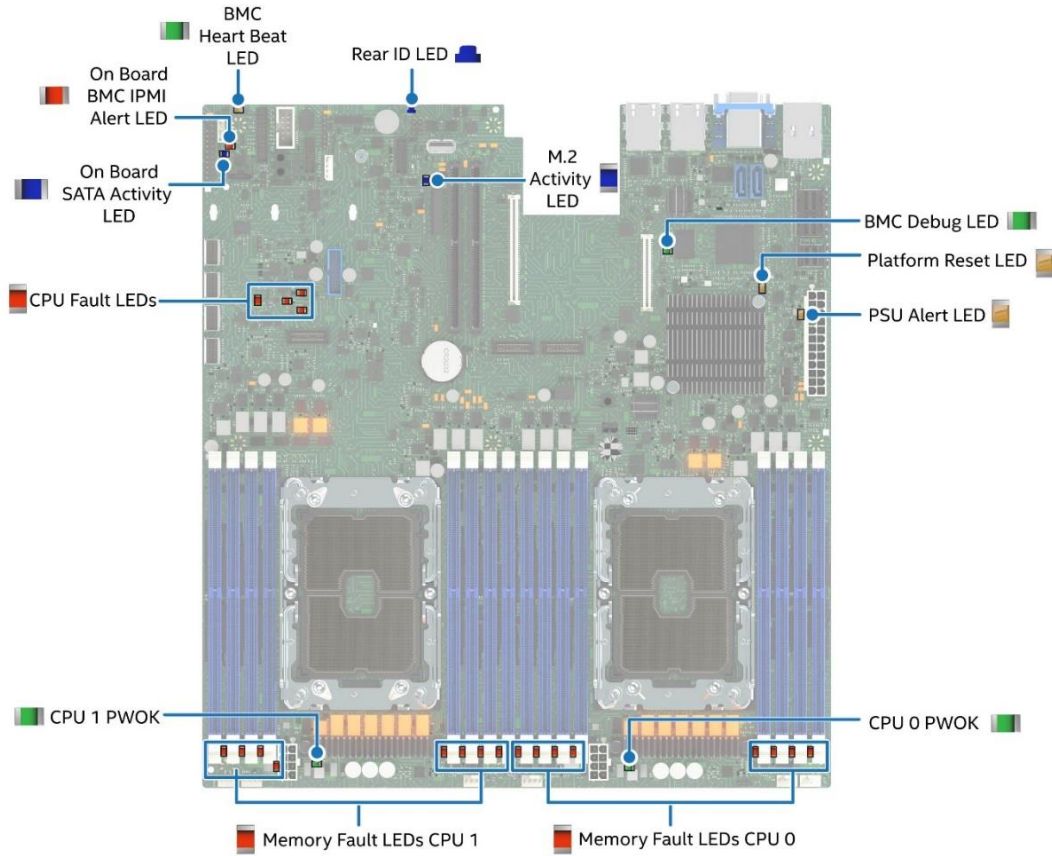 BMC
Heart Beat
LED
Rear ID LED
On Board
BMC IPMI
Alert LED
On Board
SATA Activity
LED
M.2
Activity
LED
BMC Debug LED
Platform Reset LED
PSU Alert LED
CPU Fault LEDs
CPU 1 PWOK
CPU 0 PWOK
Memory Fault LEDs CPU 1
Memory Fault LEDs CPU 0